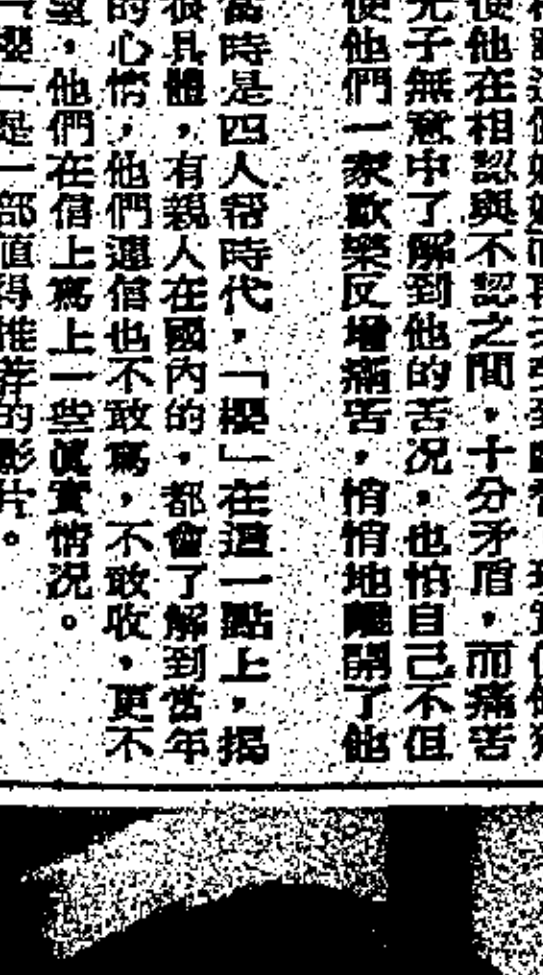 使他在相認與不認之間，十分矛盾，而痛苦
光子無意中了解到他的苦況，也怕自己不但
使他們一家歡樂反增痛苦，悄悄地離開了他
當時是四人帮時代，「櫻」在這一點上，揭
很具體，有親人在國內的，都會了解到當年
的心情，他們連信也不敢寫，不敢收，更不
望，他們在信上寫上一些眞實情況。
櫻」是一部値得推荐的影片。